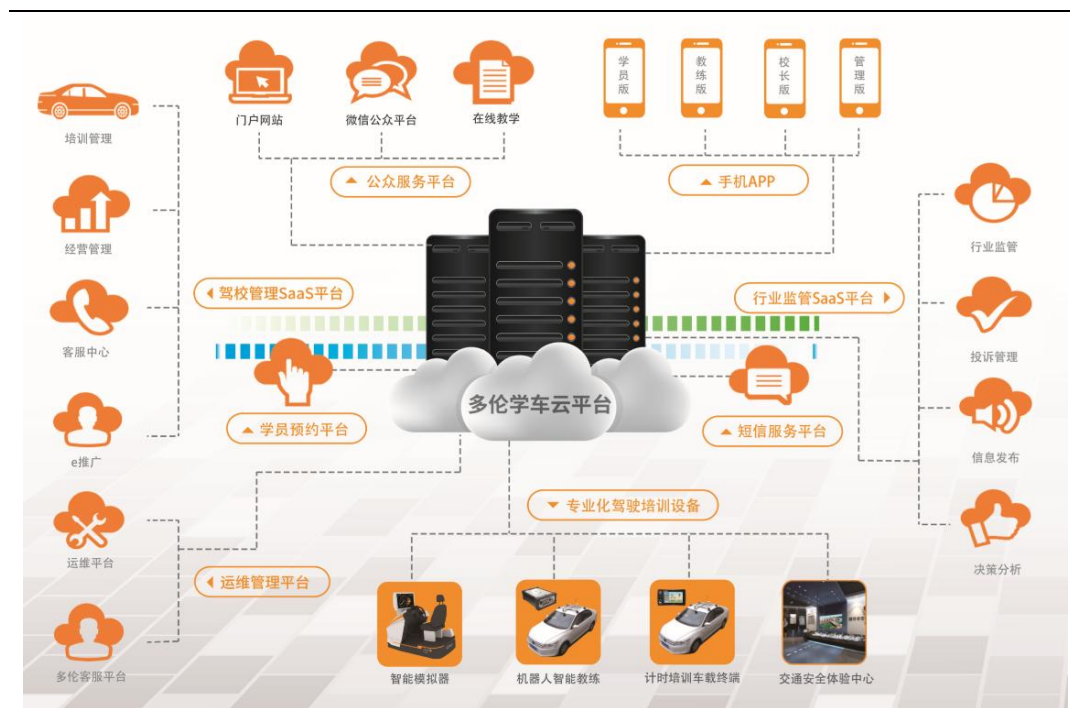 门户网站
微信公众平台
在线教学
公众服务平台
学员版
教练版
校长版
管理版
手机APP
培训管理
经营管理
客服中心
e推广
驾校管理SaaS平台
行业监管SaaS平台
行业监管
投诉管理
信息发布
决策分析
多伦学车云平台
学员预约平台
短信服务平台
运维平台
多伦客服平台
运维管理平台
专业化驾驶培训设备
智能模拟器
机器人智能教练
计时培训车载终端
交通安全体验中心